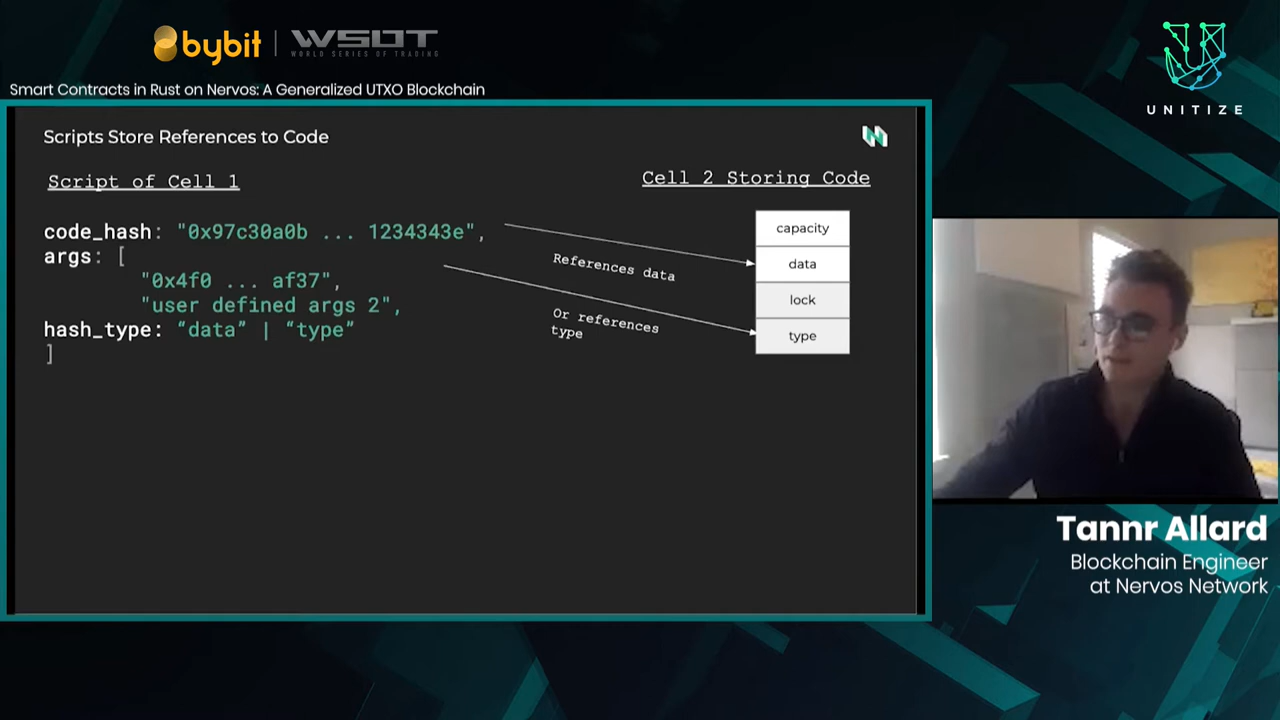 bybit
WSOT
WORLD SERIES OF TRADING
UNITIZE
Smart Contracts in Rust on Nervos: A Generalized UTXO Blockchain
Scripts Store References to Code
Script of Cell 1
code_hash: "0x97c30a0b ... 1234343e",
args: [
"0x4f0 ... af37",
"user defined args 2",
hash_type: “data” | “type”
]
References data
Or references
type
Cell 2 Storing Code
capacity
data
lock
type
Tannr Allard
Blockchain Engineer
at Nervos Network